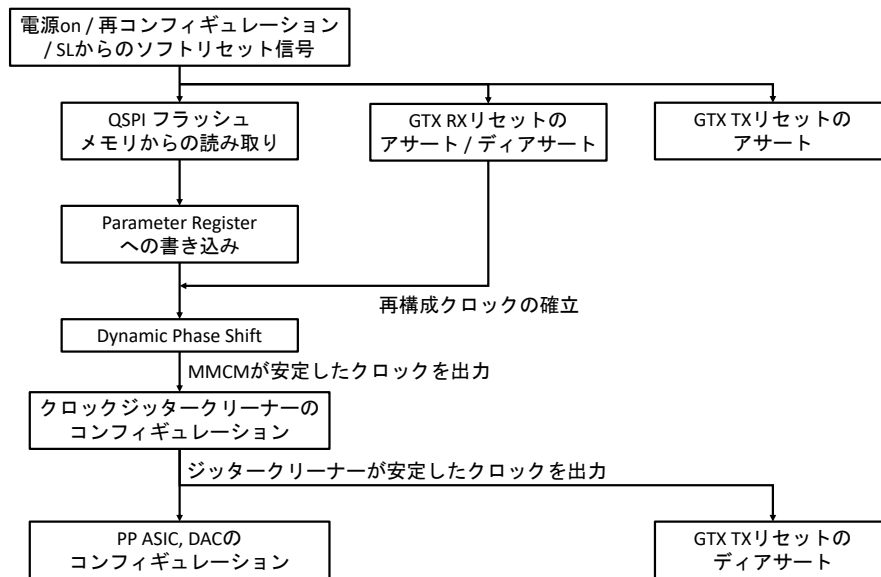 電源on / 再コンフィギュレーション
/ SLからのソフトリセット信号
QSPI フラッシュ
メモリからの読み取り
GTX RXリセットの
アサート / ディアサート
GTX TXリセットの
アサート
Parameter Register
への書き込み
再構成クロックの確立
Dynamic Phase Shift
MMCMが安定したクロックを出力
クロックジッタークリーナーの
コンフィギュレーション
ジッタークリーナーが安定したクロックを出力
PP ASIC, DACの
コンフィギュレーション
GTX TXリセットの
ディアサート